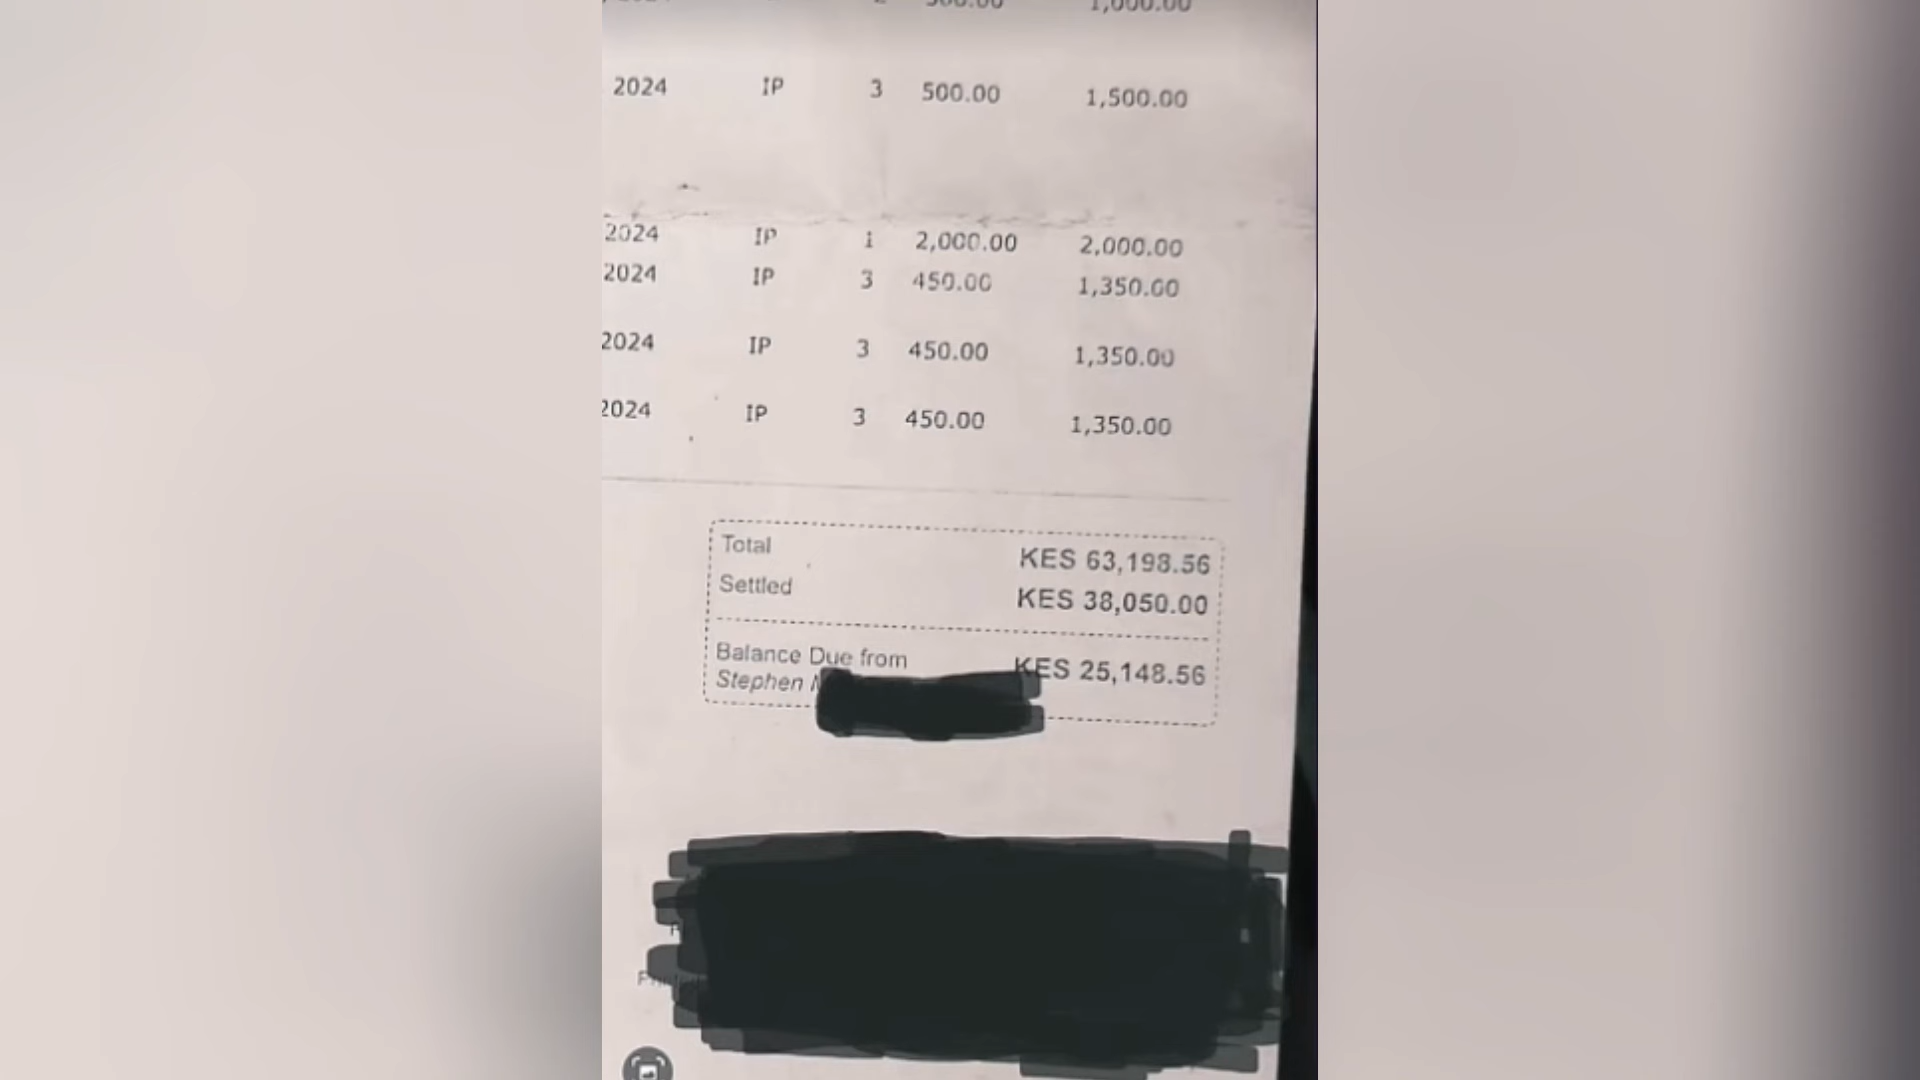 2024 IP 3 500.00 1,500.00
2024 IP 1 2,000.00 2,000.00
2024 IP 3 450.00 1,350.00
2024 IP 3 450.00 1,350.00
2024 IP 3 450.00 1,350.00
Total KES 63,198.56
Settled KES 38,050.00
Balance Due from KES 25,148.56
Stephen